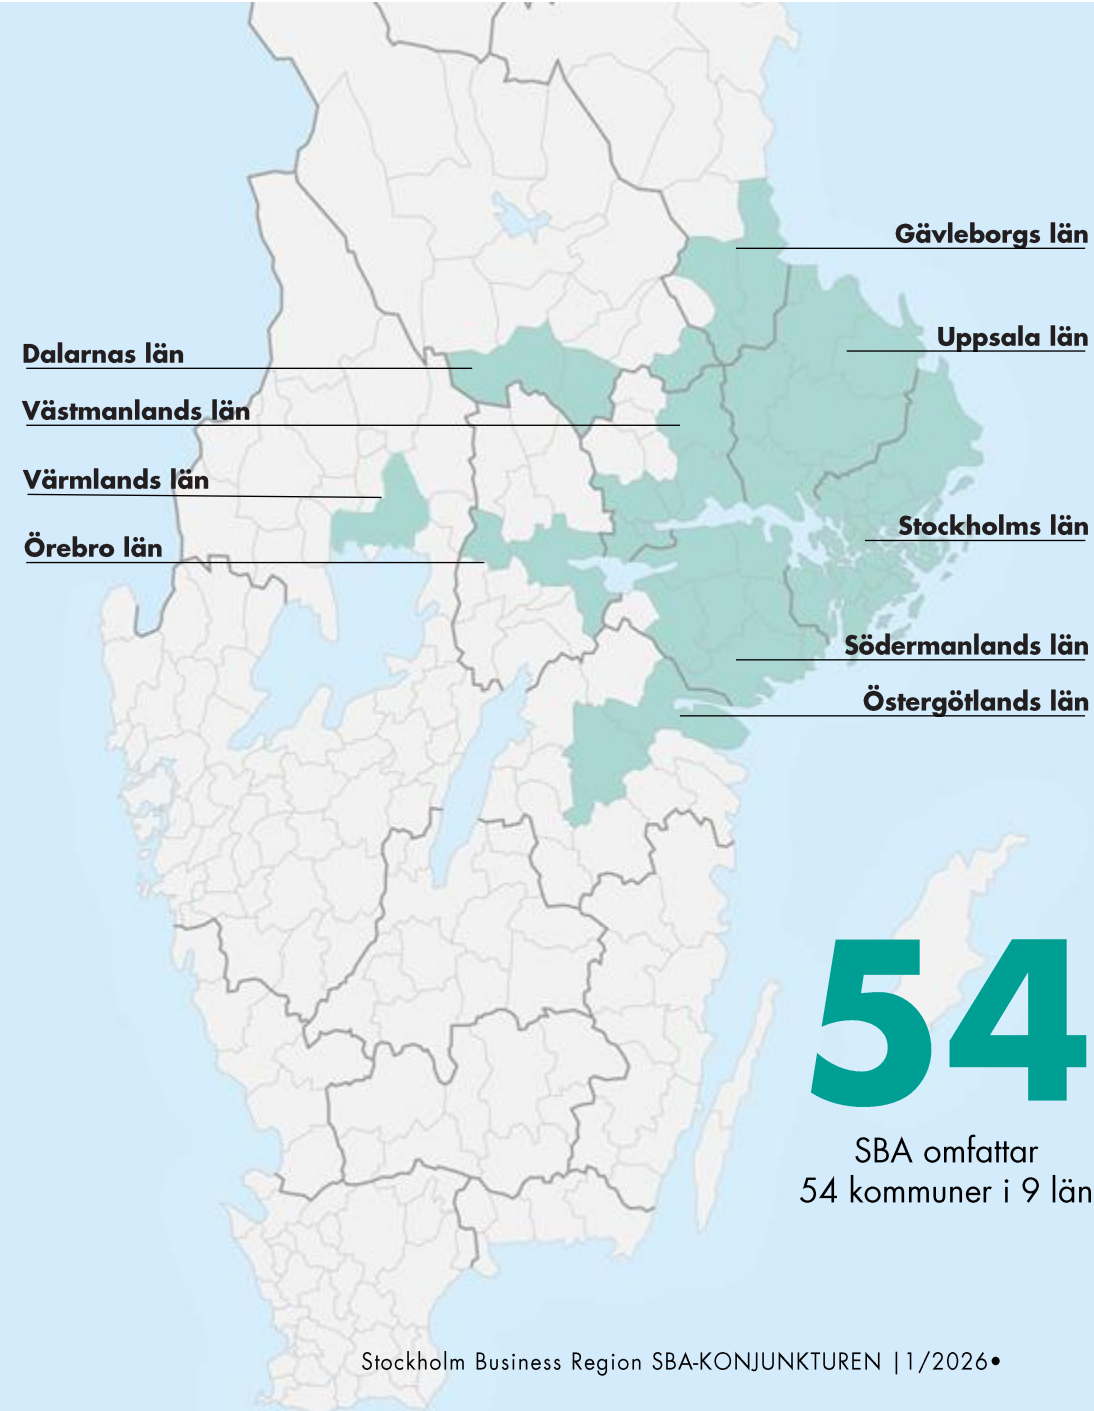 Gävleborgs län
Uppsala län
Dalarnas län
Västmanlands län
Värmlands län
Stockholms län
Örebro län
Södermanlands län
Östergötlands län
54
SBA omfattar
54 kommuner i 9 län
Stockholm Business Region SBA-KONJUNKTUREN |1/2026•